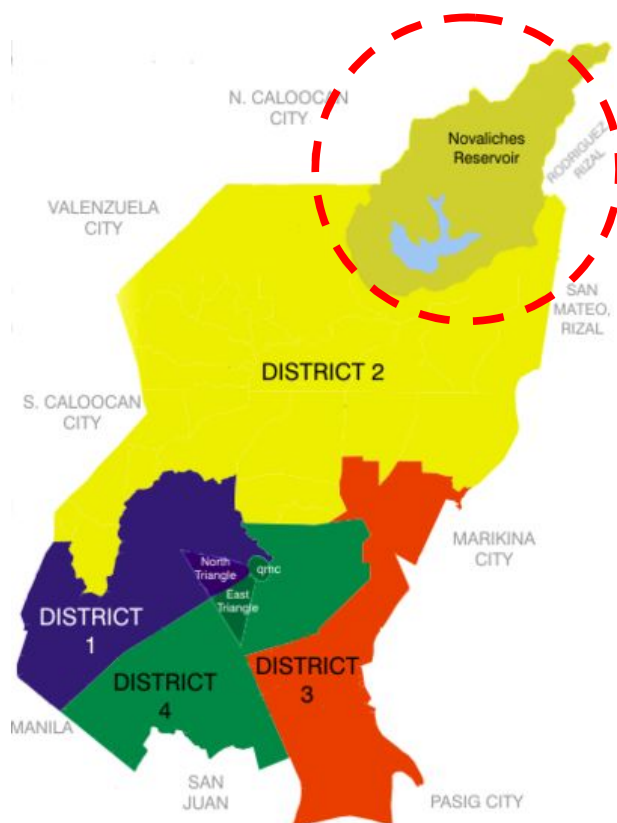 N. CALOOCAN
CITY
Novaliches
Reservoir
RODRIGUEZ
RIZAL
VALENZUELA
CITY
SAN
MATEO,
RIZAL
DISTRICT 2
S. CALOOCAN
CITY
MARIKINA
CITY
North
Triangle
qmc
East
Triangle
DISTRICT
1
DISTRICT
4
DISTRICT
3
MANILA
SAN
JUAN
PASIG CITY